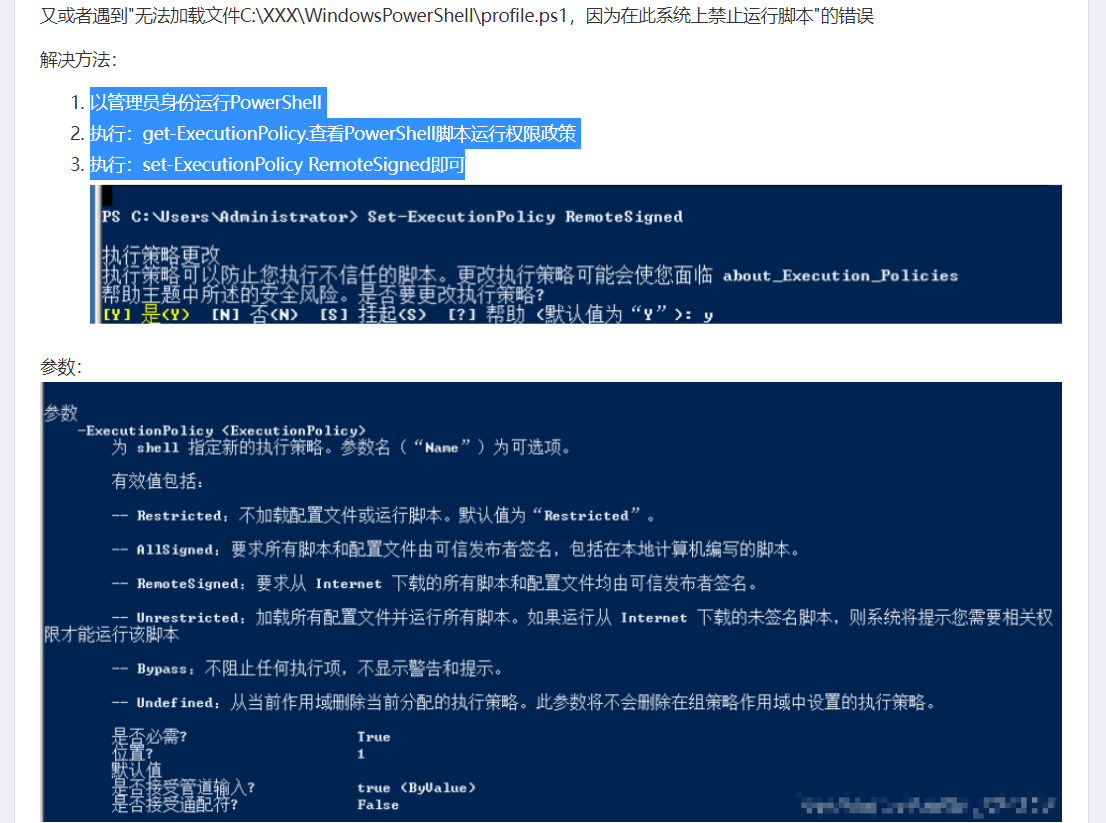 又或者遇到"无法加载文件C:\XXX\WindowsPowerShell\profile.ps1，因为在此系统上禁止运行脚本"的错误
解决方法：
1. 以管理员身份运行PowerShell
2. 执行：get-ExecutionPolicy.查看PowerShell脚本运行权限政策
3. 执行：set-ExecutionPolicy RemoteSigned即可
PS C:\Users\Administrator> Set-ExecutionPolicy RemoteSigned
执行策略更改
执行策略可以防止您执行不信任的脚本。更改执行策略可能会使您面临 about_Execution_Policies
帮助主题中所述的安全风险。是否要更改执行策略?
[Y] 是(Y)  [N] 否(N)  [S] 挂起(S)  [?] 帮助 (默认值为“Y”): y
参数：
参数
-ExecutionPolicy <ExecutionPolicy>
为 shell 指定新的执行策略。参数名（“Name”）为可选项。
有效值包括：
-- Restricted：不加载配置文件或运行脚本。默认值为“Restricted”。
-- AllSigned：要求所有脚本和配置文件由可信发布者签名，包括在本地计算机编写的脚本。
-- RemoteSigned：要求从 Internet 下载的所有脚本和配置文件均由可信发布者签名。
-- Unrestricted：加载所有配置文件并运行所有脚本。如果运行从 Internet 下载的未签名脚本，则系统将提示您需要相关权
限才能运行该脚本
-- Bypass：不阻止任何执行项，不显示警告和提示。
-- Undefined：从当前作用域删除当前分配的执行策略。此参数将不会删除在组策略作用域中设置的执行策略。
是否必需? True
位置? 1
默认值
是否接受管道输入? true (ByValue)
是否接受通配符? False